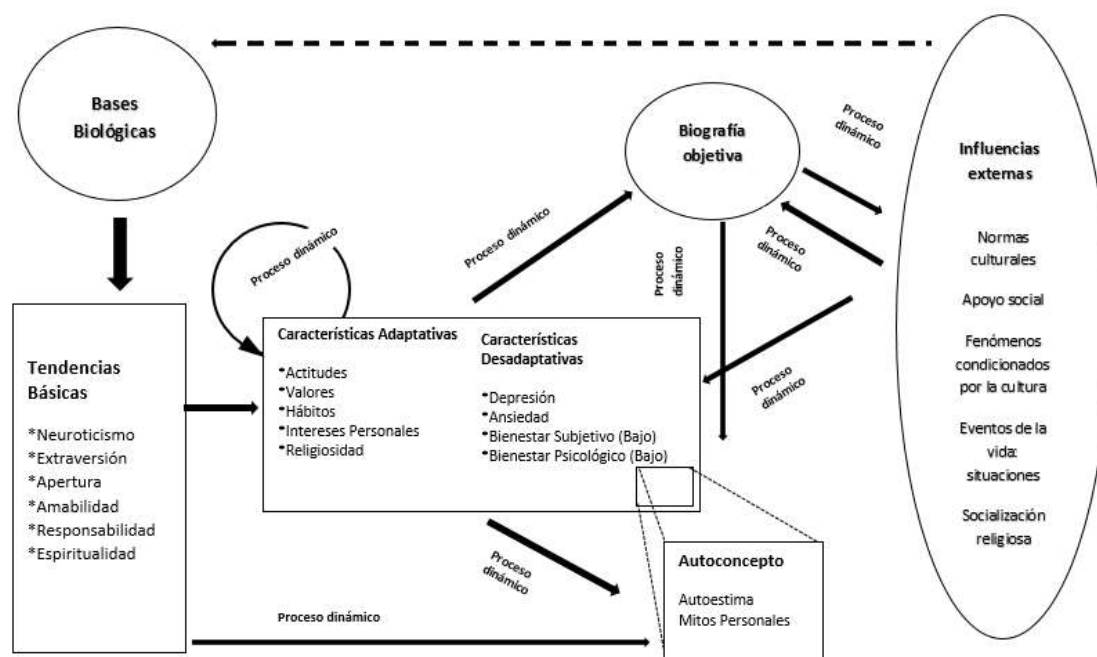 Bases
Biológicas
Biografía
objetiva
Proceso
dinámico
Influencias
externas
Normas
culturales
Apoyo social
Fenómenos
condicionados
por la cultura
Eventos de la
vida:
situaciones
Socialización
religiosa
Proceso
dinámico
Proceso dinámico
Proceso dinámico
Proceso
dinámico
Proceso
dinámico
Tendencias
Básicas
*Neuroticismo
*Extraversión
*Apertura
*Amabilidad
*Responsabilidad
*Espiritualidad
Características Adaptativas
•Actitudes
•Valores
•Hábitos
•Intereses Personales
•Religiosidad
Características
Desadaptativas
•Depresión
•Ansiedad
•Bienestar Subjetivo (Bajo)
•Bienestar Psicológico (Bajo)
Proceso
dinámico
Proceso dinámico
Autoconcepto
Autoestima
Mitos Personales